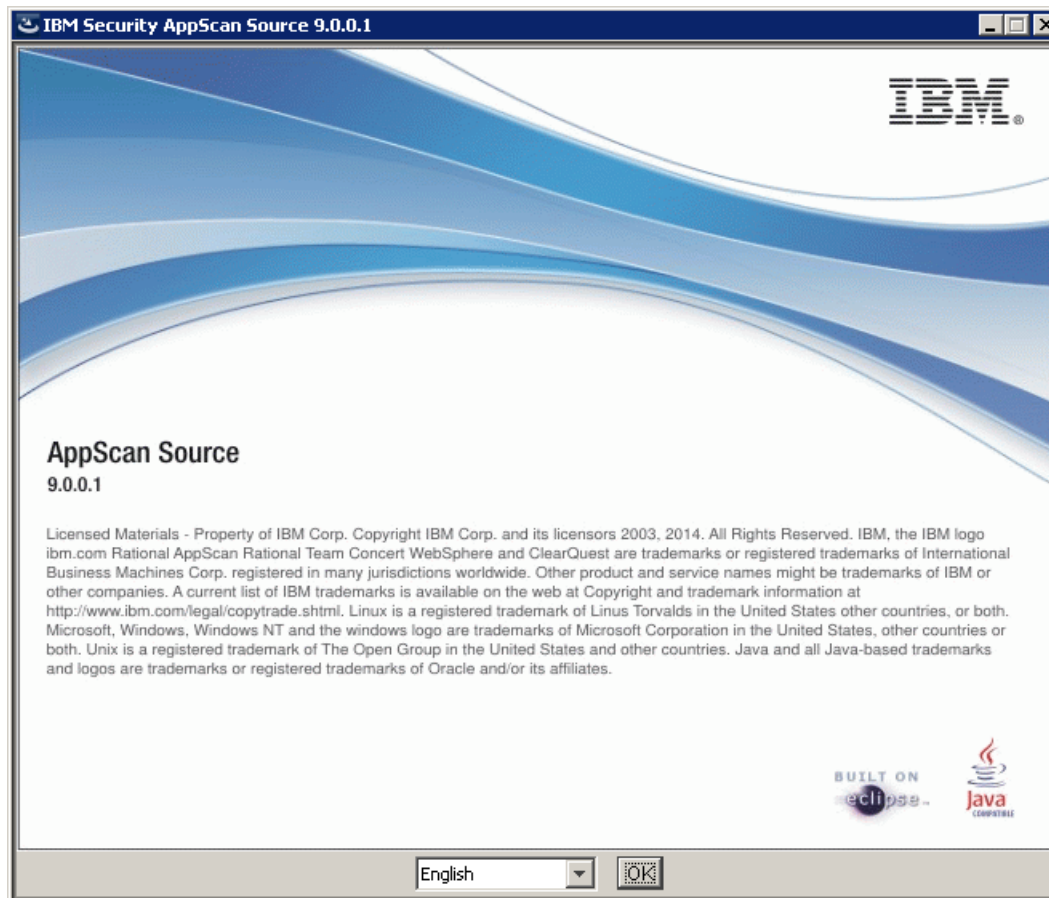 IBM Security AppScan Source 9.0.0.1
IBM®
AppScan Source
9.0.0.1
Licensed Materials - Property of IBM Corp. Copyright IBM Corp. and its licensors 2003, 2014. All Rights Reserved. IBM, the IBM logo
ibm.com Rational AppScan Rational Team Concert WebSphere and ClearQuest are trademarks or registered trademarks of International
Business Machines Corp. registered in many jurisdictions worldwide. Other product and service names might be trademarks of IBM or
other companies. A current list of IBM trademarks is available on the web at Copyright and trademark information at
http://www.ibm.com/legal/copytrade.shtml. Linux is a registered trademark of Linus Torvalds in the United States other countries, or both.
Microsoft, Windows, Windows NT and the windows logo are trademarks of Microsoft Corporation in the United States, other countries or
both. Unix is a registered trademark of The Open Group in the United States and other countries. Java and all Java-based trademarks
and logos are trademarks or registered trademarks of Oracle and/or its affiliates.
BUILT ON
eclipse™
Java
COMPATIBLE
English
OK